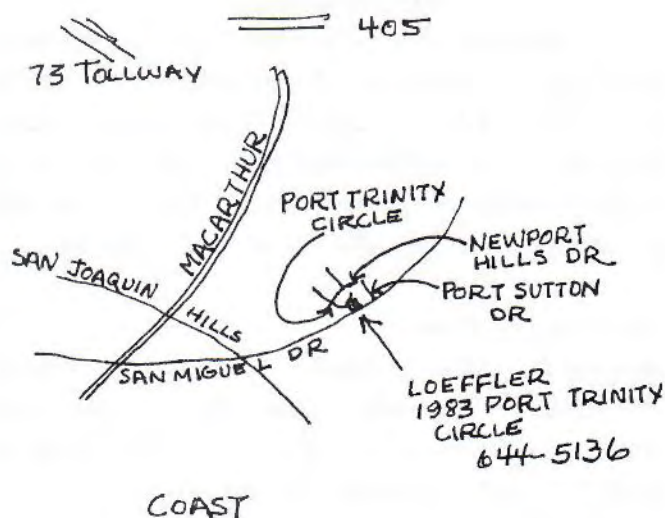 405
73 TOLLWAY
MACARTHUR
PORT TRINITY
CIRCLE
NEWPORT
HILLS DR
PORT SUTTON
DR
SAN JOAQUIN
HILLS
SAN MIGUEL DR
LOEFFLER
1983 PORT TRINITY
CIRCLE
644-5136
COAST